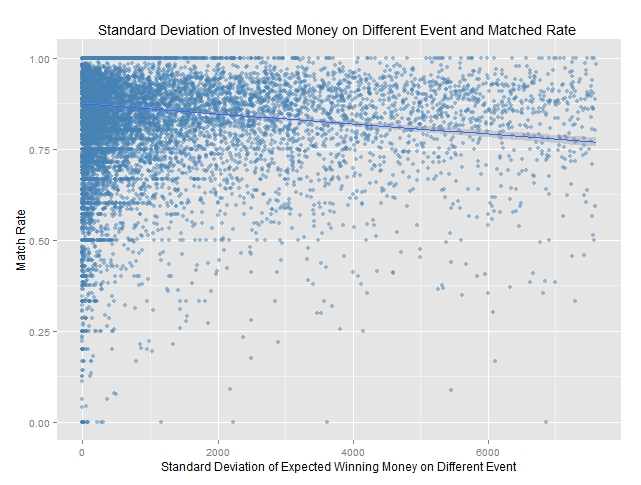 Standard Deviation of Invested Money on Different Event and Matched Rate
1.00
0.75
0.50
0.25
0.00
Match Rate
0 2000 4000 6000
Standard Deviation of Expected Winning Money on Different Event